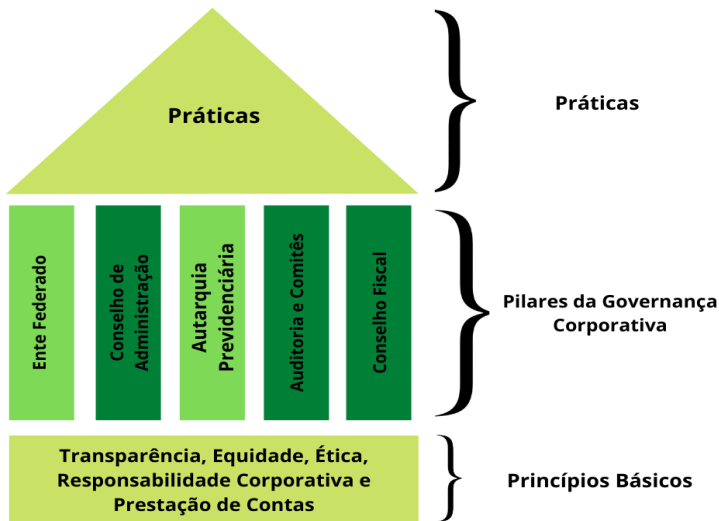 Práticas
Práticas
Ente Federado
Conselho de
Administração
Autarquia
Previdenciária
Auditoria e Comitês
Conselho Fiscal
Pilares da Governança
Corporativa
Transparência, Equidade, Ética,
Responsabilidade Corporativa e
Prestação de Contas
Princípios Básicos